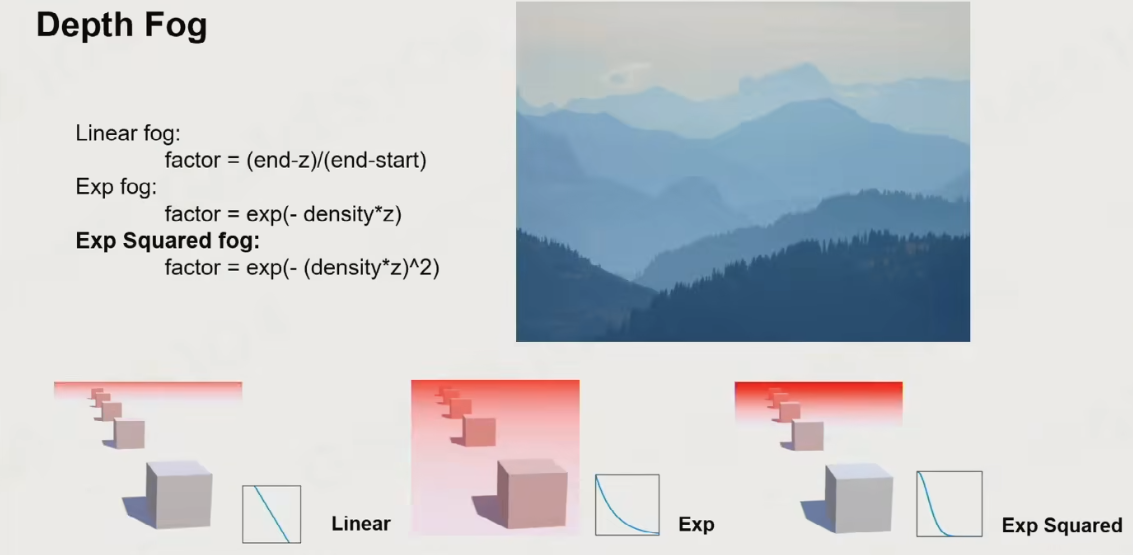 Depth Fog
Linear fog:
factor = (end-z)/(end-start)
Exp fog:
factor = exp(- density*z)
Exp Squared fog:
factor = exp(- (density*z)^2)
Linear
Exp
Exp Squared